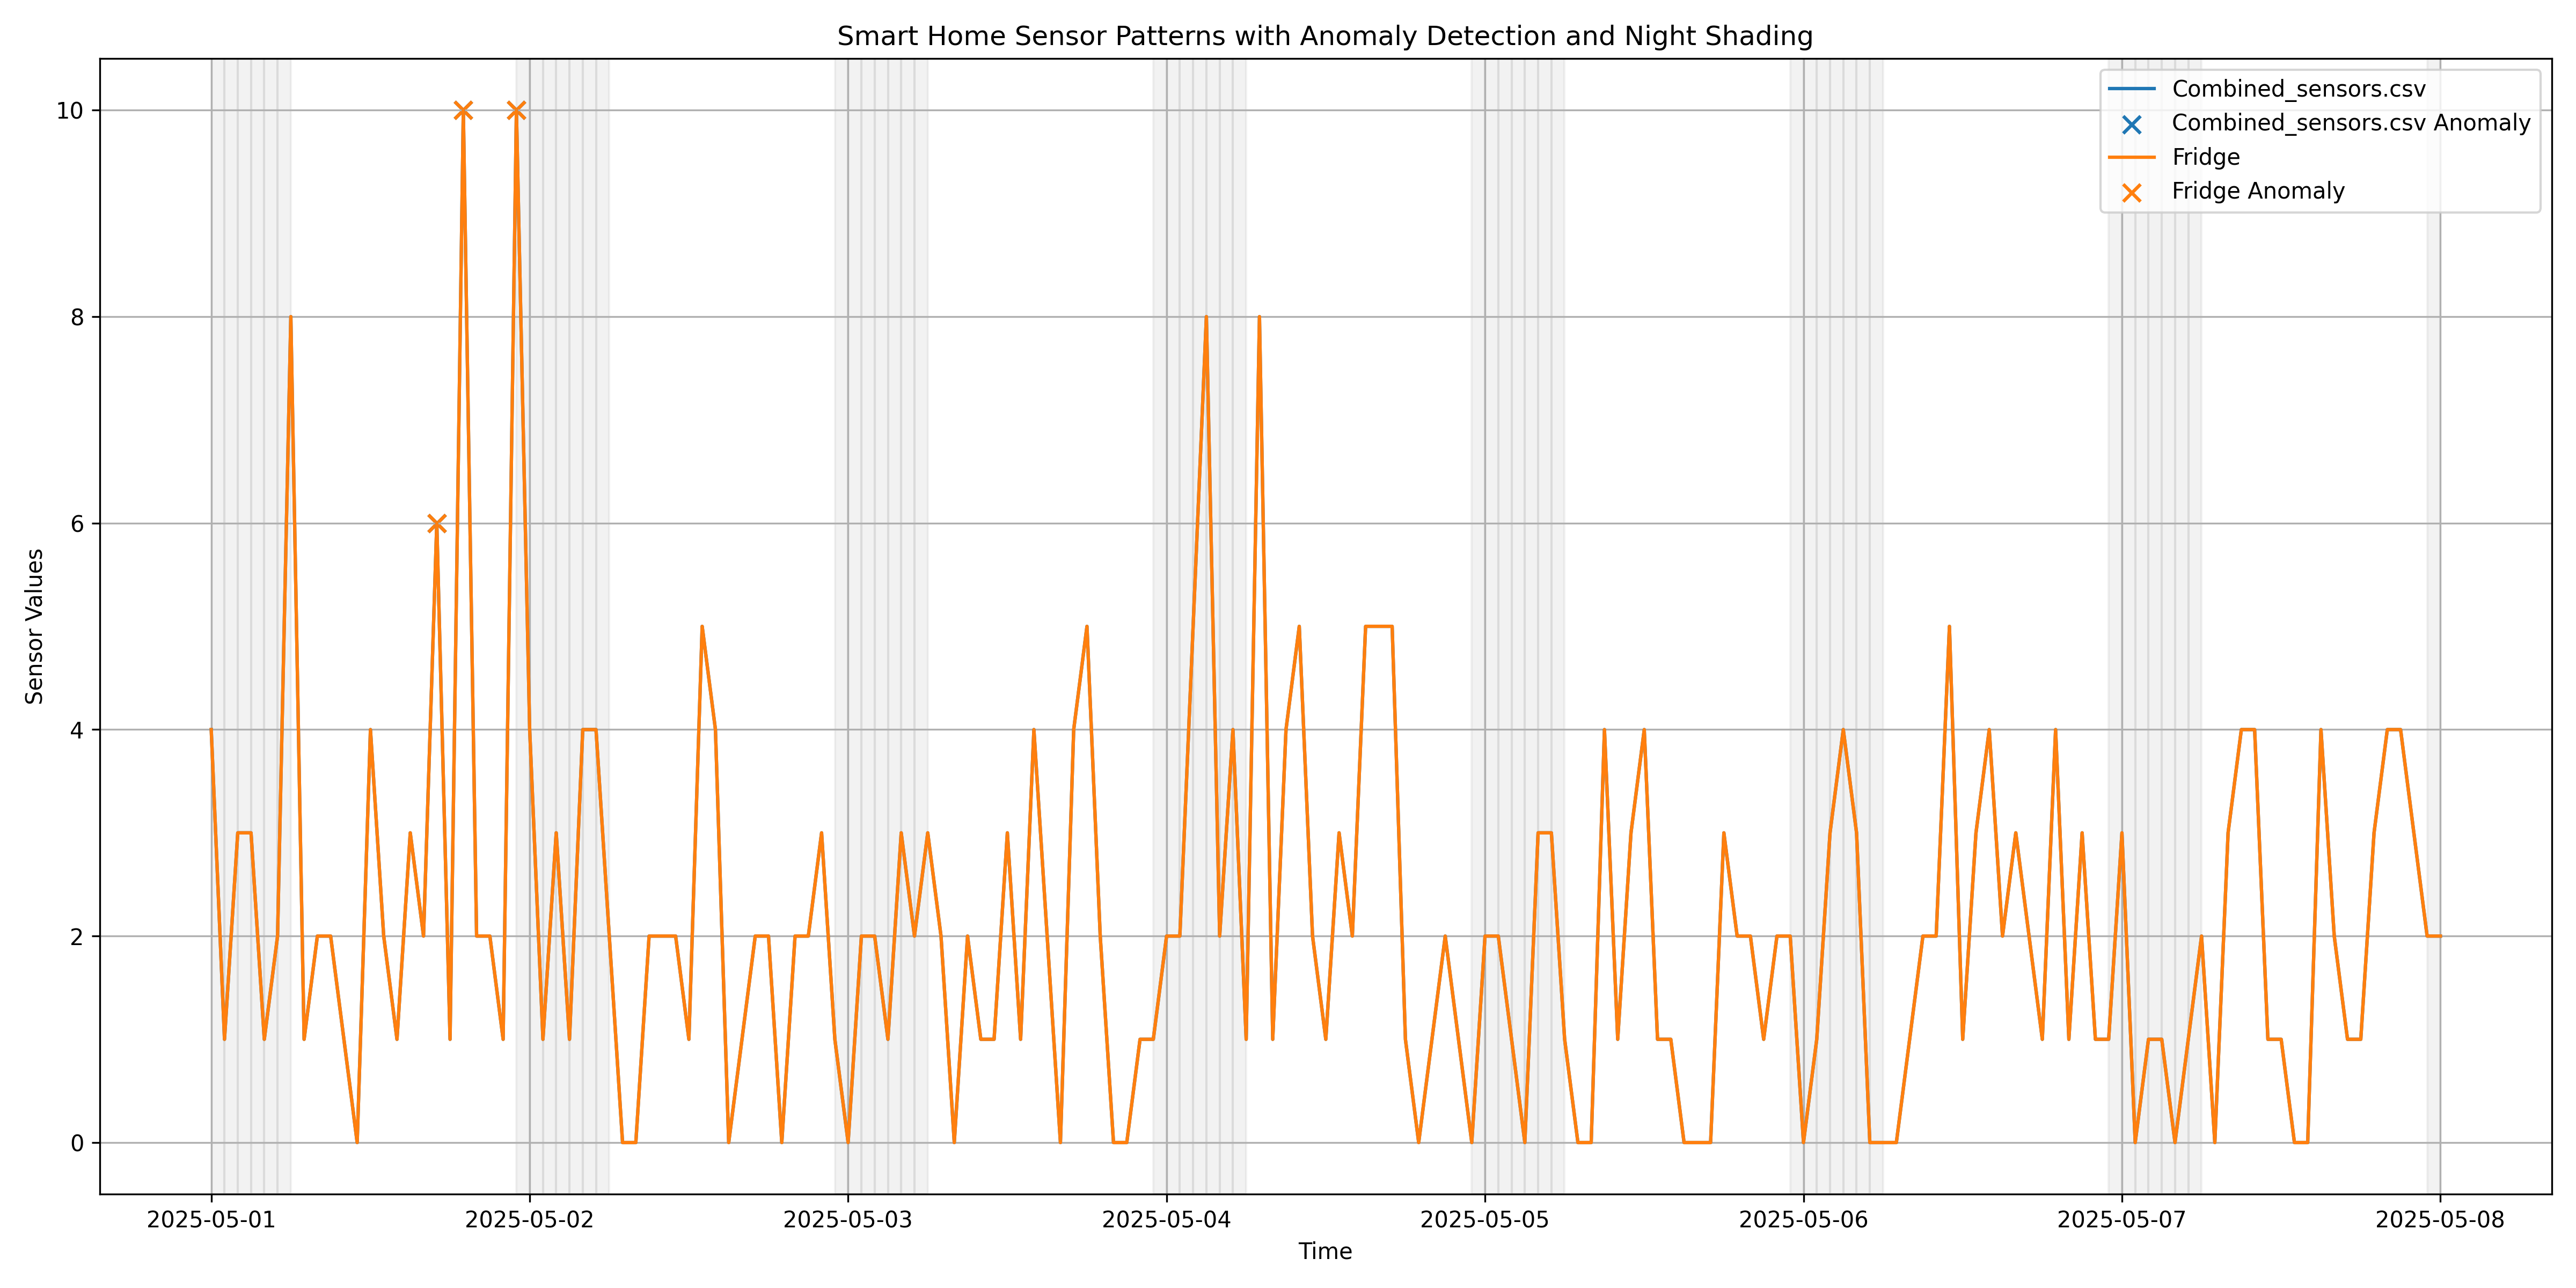 Smart Home Sensor Patterns with Anomaly Detection and Night Shading
Combined_sensors.csv
Combined_sensors.csv Anomaly
Fridge
Fridge Anomaly
Sensor Values
10
8
6
4
2
0
2025-05-01 2025-05-02 2025-05-03 2025-05-04 2025-05-05 2025-05-06 2025-05-07 2025-05-08
Time